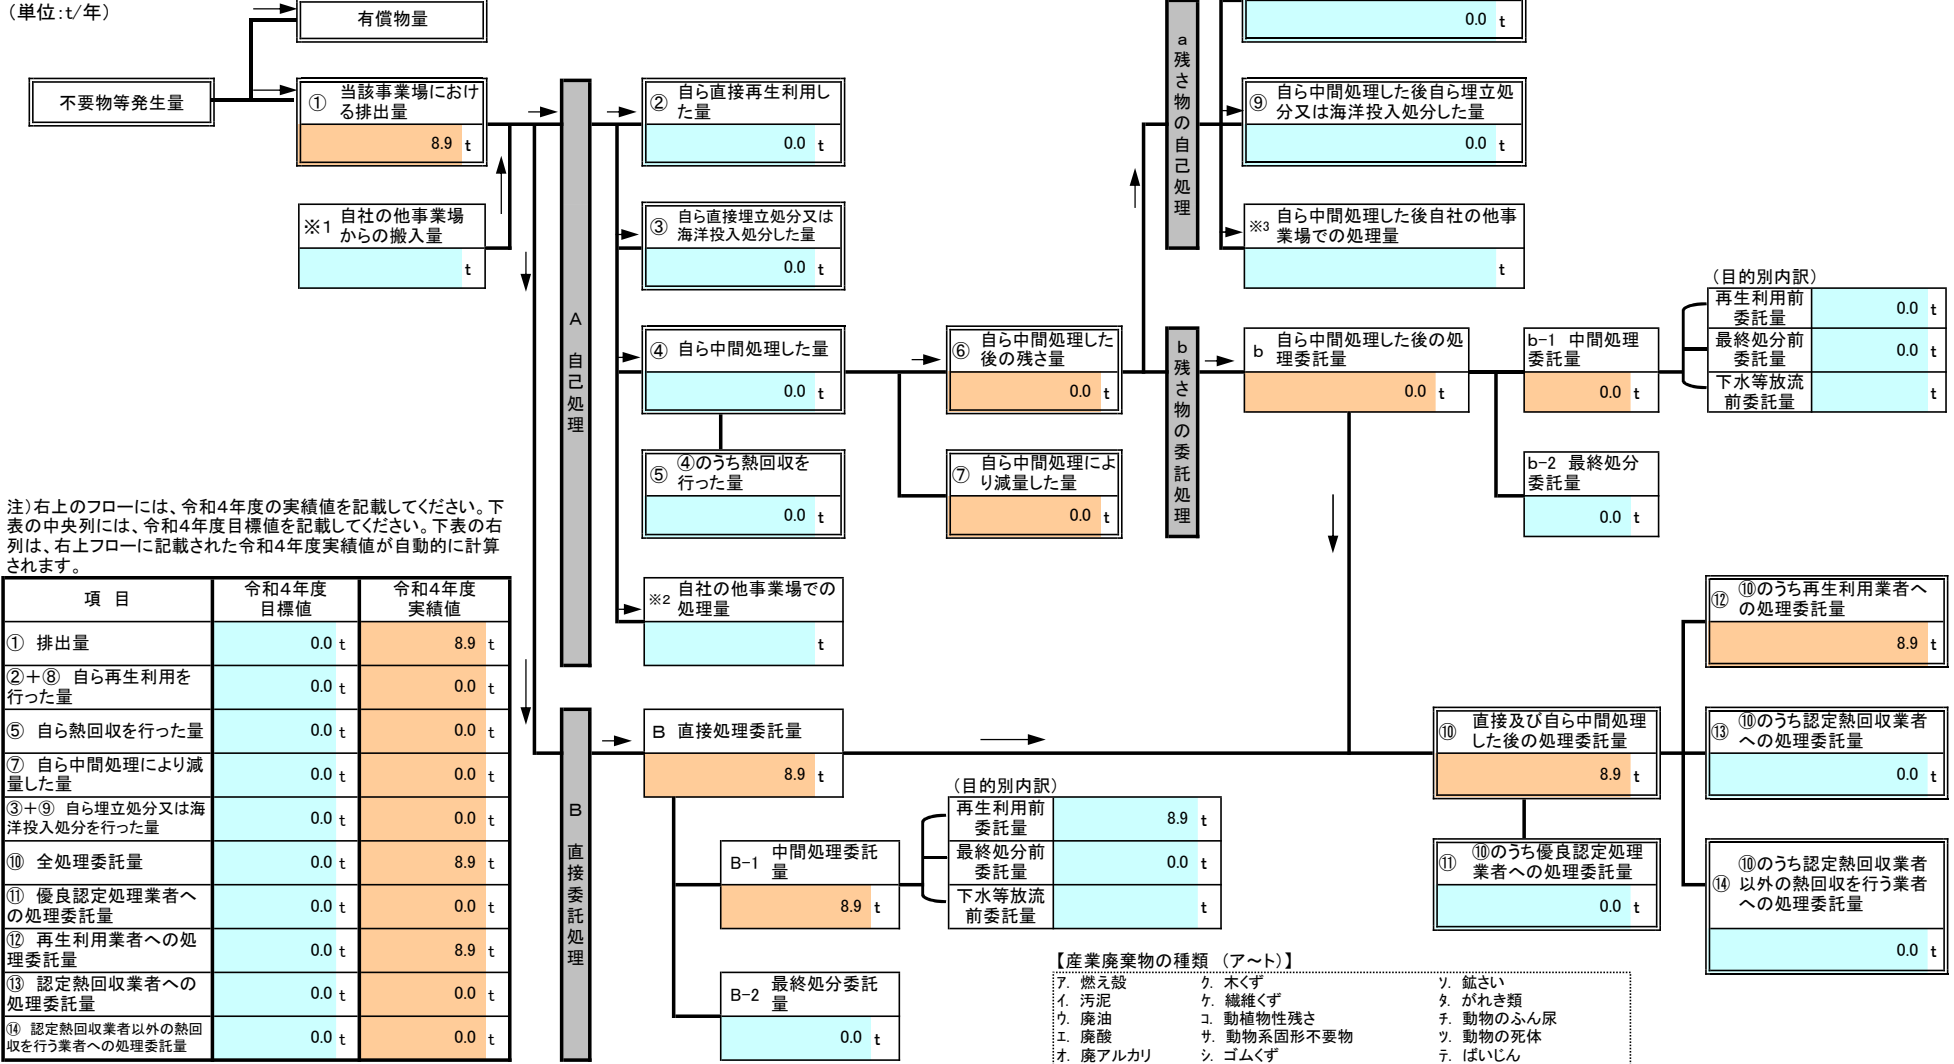 (単位:t/年)
有償物量
不要物等発生量
① 当該事業場におけ
る排出量
8.9 t
※1 自社の他事業場
からの搬入量
t
A
自
己
処
理
② 自ら直接再生利用し
た量
0.0 t
③ 自ら直接埋立処分又は
海洋投入処分した量
0.0 t
④ 自ら中間処理した量
0.0 t
⑤ ④のうち熱回収を
行った量
0.0 t
※2 自社の他事業場での
処理量
t
⑥ 自ら中間処理した
後の残さ量
0.0 t
⑦ 自ら中間処理によ
り減量した量
0.0 t
a
残
さ
物
の
自
己
処
理
0.0 t
⑨ 自ら中間処理した後自ら埋立処
分又は海洋投入処分した量
0.0 t
※3 自ら中間処理した後自社の他事
業場での処理量
t
b
残
さ
物
の
委
託
処
理
b 自ら中間処理した後の処
理委託量
0.0 t
b-1 中間処理
委託量
0.0 t
b-2 最終処分
委託量
0.0 t
(目的別内訳)
再生利用前
委託量
0.0 t
最終処分前
委託量
0.0 t
下水等放流
前委託量
t
注)右上のフローには、令和4年度の実績値を記載してください。下
表の中央列には、令和4年度目標値を記載してください。下表の右
列は、右上フローに記載された令和4年度実績値が自動的に計算
されます。
項 目 令和4年度 令和4年度
目標値 実績値
① 排出量 0.0 t 8.9 t
②+⑧ 自ら再生利用を
行った量 0.0 t 0.0 t
⑤ 自ら熱回収を行った量 0.0 t 0.0 t
⑦ 自ら中間処理により減
量した量 0.0 t 0.0 t
③+⑨ 自ら埋立処分又は海
洋投入処分を行った量 0.0 t 0.0 t
⑩ 全処理委託量 0.0 t 8.9 t
⑪ 優良認定処理業者へ
の処理委託量 0.0 t 0.0 t
⑫ 再生利用業者への処
理委託量 0.0 t 8.9 t
⑬ 認定熱回収業者への
処理委託量 0.0 t 0.0 t
⑭ 認定熱回収業者以外の熱回
収を行う業者への処理委託量 0.0 t 0.0 t
B
直
接
委
託
処
理
B 直接処理委託量
8.9 t
B-1 中間処理委託
量
8.9 t
B-2 最終処分委託
量
0.0 t
(目的別内訳)
再生利用前
委託量
8.9 t
最終処分前
委託量
0.0 t
下水等放流
前委託量
t
⑩ 直接及び自ら中間処理
した後の処理委託量
8.9 t
⑪ ⑩のうち優良認定処理
業者への処理委託量
0.0 t
⑫ ⑩のうち再生利用業者へ
の処理委託量
8.9 t
⑬ ⑩のうち認定熱回収業者
への処理委託量
0.0 t
⑭ ⑩のうち認定熱回収業者
以外の熱回収を行う業者
への処理委託量
0.0 t
【産業廃棄物の種類 (ア~ト)】
ア. 燃え殻 ク. 木くず ソ. 鉱さい
イ. 汚泥 ケ. 繊維くず タ. がれき類
ウ. 廃油 コ. 動植物性残さ チ. 動物のふん尿
エ. 廃酸 サ. 動物系固形不要物 ツ. 動物の死体
オ. 廃アルカリ シ. ゴムくず テ. ばいじん